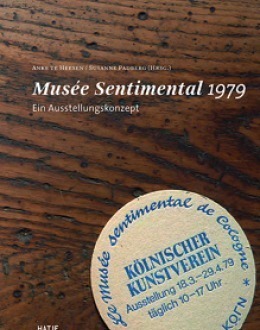 ANKE TE HEESEN / SUSANNE PADBERG (HRSG.)
Musée Sentimental 1979
Ein Ausstellungskonzept
le musée sentimental de Cologne *
KÖLNISCHER
KUNSTVEREIN
Ausstellung 18.3.–29.4.79
täglich 10–17 Uhr
HATJE